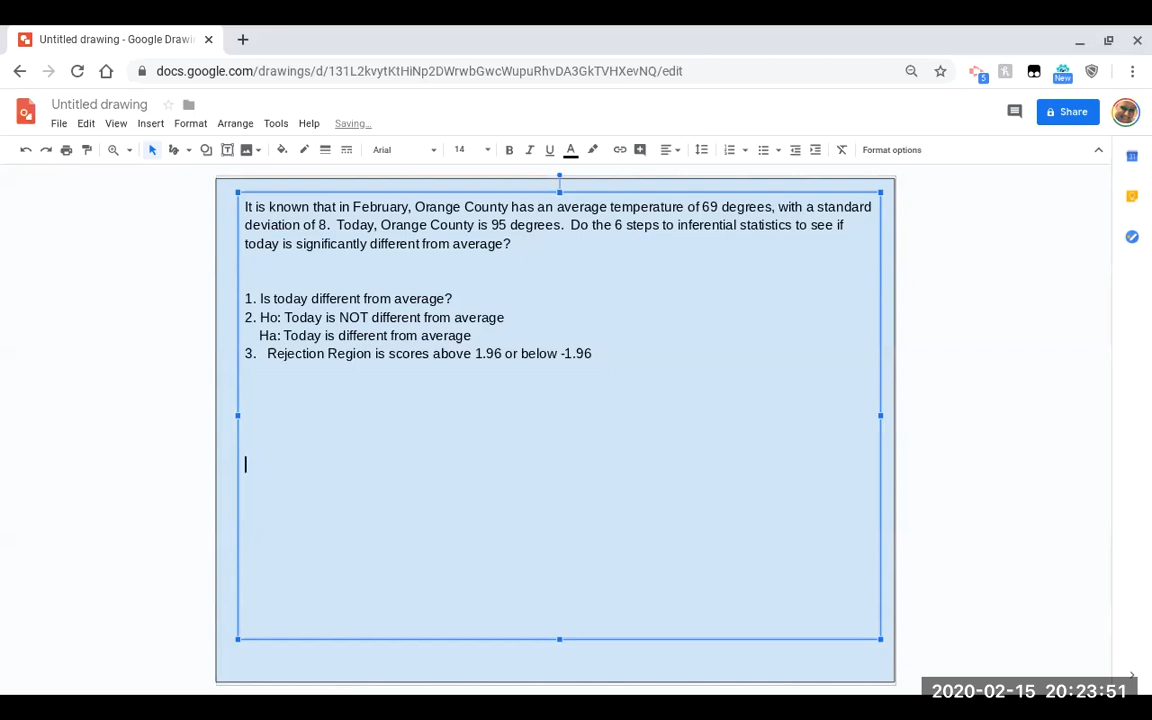 Untitled drawing - Google Drawi
docs.google.com/drawings/d/131L2kvytKtHiNp2DWrwbGwcWupuRhvDA3GkTVHXevNQ/edit
5
New
Untitled drawing
File Edit View Insert Format Arrange Tools Help Saving...
Share
Arial 14 B I U A Format options
31
It is known that in February, Orange County has an average temperature of 69 degrees, with a standard
deviation of 8. Today, Orange County is 95 degrees. Do the 6 steps to inferential statistics to see if
today is significantly different from average?
1. Is today different from average?
2. Ho: Today is NOT different from average
Ha: Today is different from average
3. Rejection Region is scores above 1.96 or below -1.96
2020-02-15 20:23:51